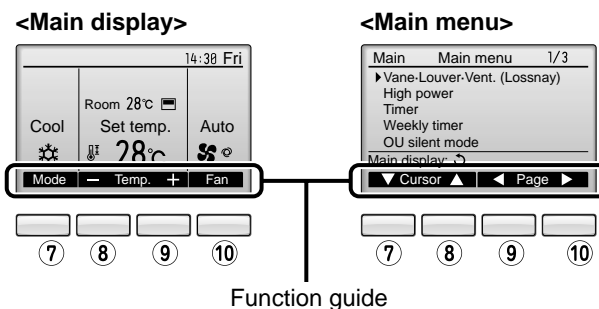 <Main display>
14:30 Fri
Room 28°C
Cool Set temp. Auto
28°C
Mode − Temp. + Fan
⑦ ⑧ ⑨ ⑩
<Main menu>
Main Main menu 1/3
▶Vane·Louver·Vent. (Lossnay)
High power
Timer
Weekly timer
OU silent mode
Main display: ↺
▼ Cursor ▲ ◀ Page ▶
⑦ ⑧ ⑨ ⑩
Function guide